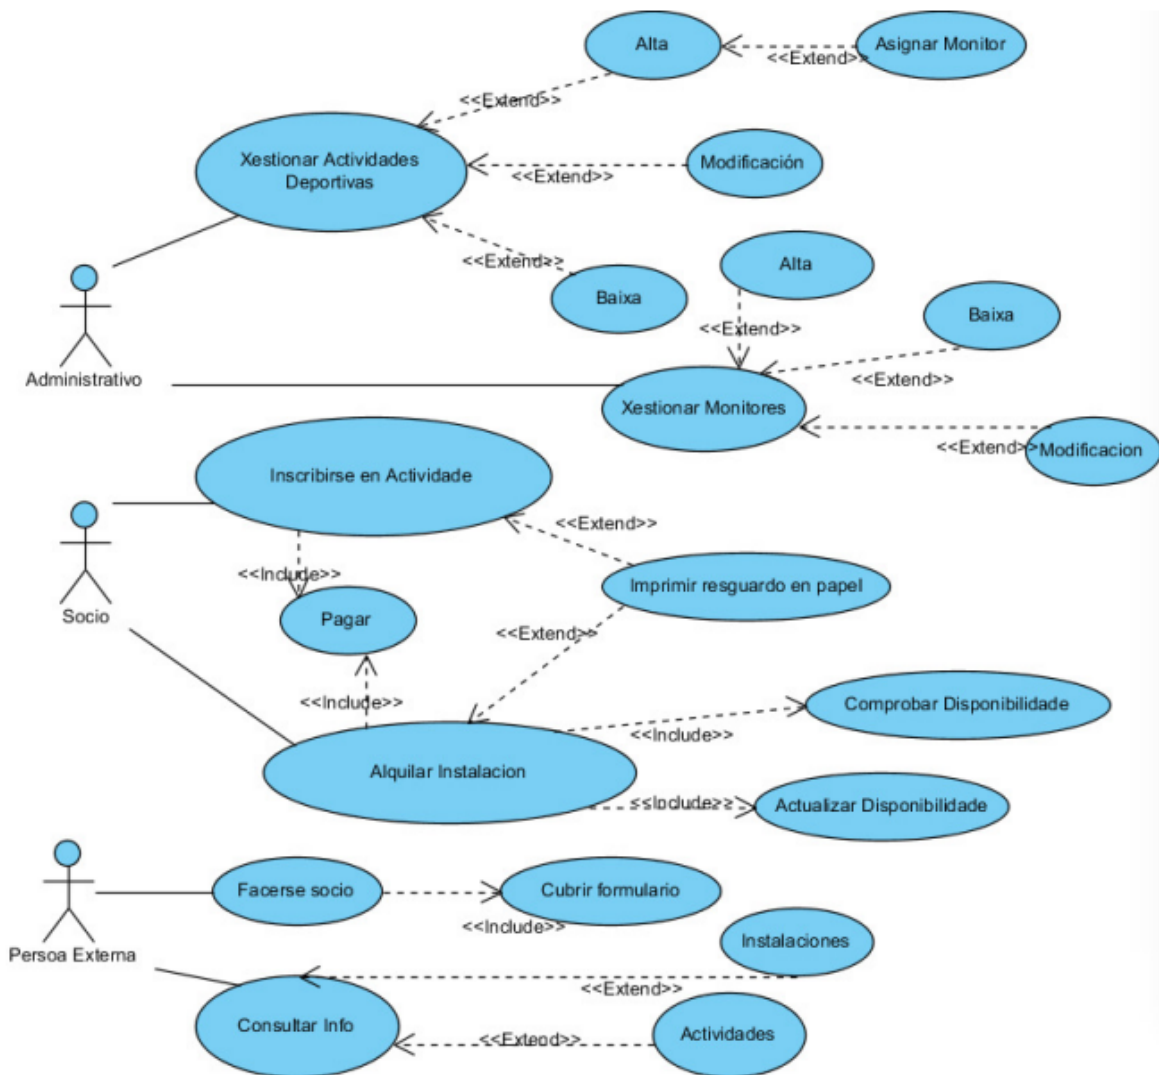 Alta
Asignar Monitor
<<Extend>>
<<Extend>>
Xestionar Actividades
Deportivas
Modificación
<<Extend>>
<<Extend>>
Alta
Baixa
Baixa
<<Extend>>
Administrativo
<<Extend>>
Xestionar Monitores
<<Extend>>
Modificacion
Inscribirse en Actividade
<<Extend>>
<<Include>>
Imprimir resguardo en papel
Socio
Pagar
<<Extend>>
<<Include>>
Comprobar Disponibilidade
<<Include>>
Alquilar Instalacion
<<Include>>
Actualizar Disponibilidade
Facerse socio
Cubrir formulario
<<Include>>
Persoa Externa
Instalaciones
<<Extend>>
Consultar Info
<<Extend>>
Actividades